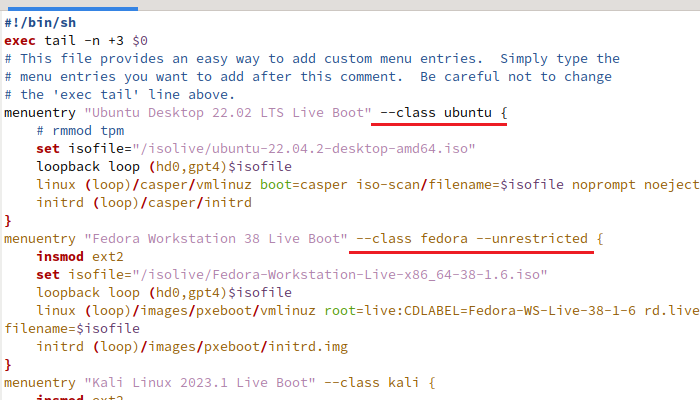 #!/bin/sh
exec tail -n +3 $0
# This file provides an easy way to add custom menu entries.  Simply type the
# menu entries you want to add after this comment.  Be careful not to change
# the 'exec tail' line above.
menuentry "Ubuntu Desktop 22.02 LTS Live Boot" --class ubuntu {
    # rmmod tpm
    set isofile="/isolive/ubuntu-22.04.2-desktop-amd64.iso"
    loopback loop (hd0,gpt4)$isofile
    linux (loop)/casper/vmlinuz boot=casper iso-scan/filename=$isofile noprompt noeject
    initrd (loop)/casper/initrd
}
menuentry "Fedora Workstation 38 Live Boot" --class fedora --unrestricted {
    insmod ext2
    set isofile="/isolive/Fedora-Workstation-Live-x86_64-38-1.6.iso"
    loopback loop (hd0,gpt4)$isofile
    linux (loop)/images/pxeboot/vmlinuz root=live:CDLABEL=Fedora-WS-Live-38-1-6 rd.live
filename=$isofile
    initrd (loop)/images/pxeboot/initrd.img
}
menuentry "Kali Linux 2023.1 Live Boot" --class kali {
    insmod ext2